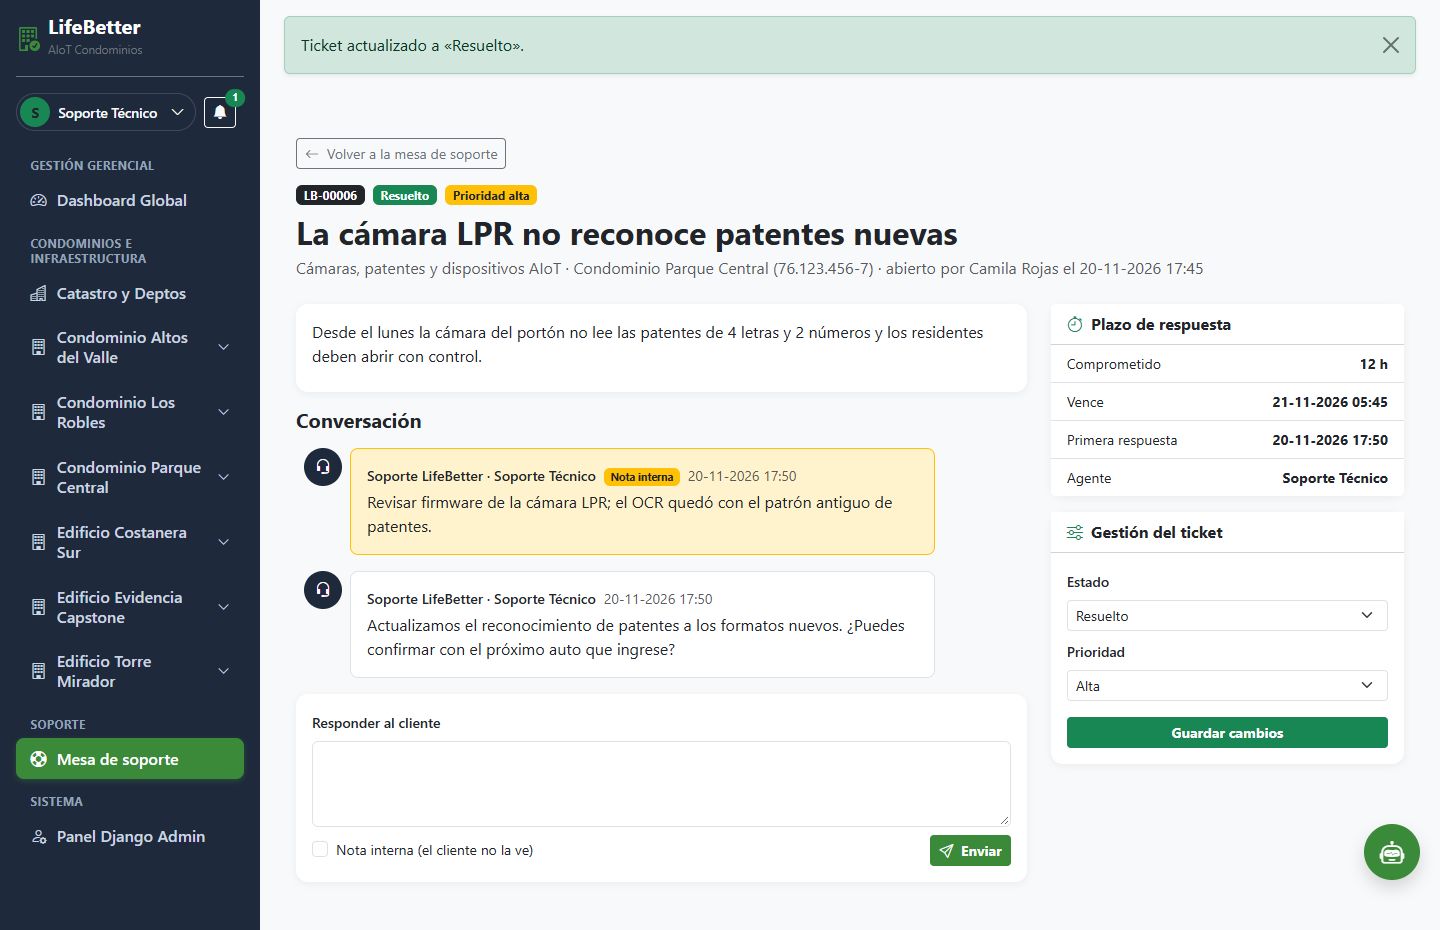 LifeBetter
AIoT Condominios
S
Soporte Técnico
1
GESTIÓN GERENCIAL
Dashboard Global
CONDOMINIOS E
INFRAESTRUCTURA
Catastro y Deptos
Condominio Altos
del Valle
Condominio Los
Robles
Condominio Parque
Central
Edificio Costanera
Sur
Edificio Evidencia
Capstone
Edificio Torre
Mirador
SOPORTE
Mesa de soporte
SISTEMA
Panel Django Admin
Ticket actualizado a «Resuelto».
Volver a la mesa de soporte
LB-00006 Resuelto Prioridad alta
La cámara LPR no reconoce patentes nuevas
Cámaras, patentes y dispositivos AIoT · Condominio Parque Central (76.123.456-7) · abierto por Camila Rojas el 20-11-2026 17:45
Desde el lunes la cámara del portón no lee las patentes de 4 letras y 2 números y los residentes
deben abrir con control.
Conversación
Soporte LifeBetter · Soporte Técnico Nota interna 20-11-2026 17:50
Revisar firmware de la cámara LPR; el OCR quedó con el patrón antiguo de
patentes.
Soporte LifeBetter · Soporte Técnico 20-11-2026 17:50
Actualizamos el reconocimiento de patentes a los formatos nuevos. ¿Puedes
confirmar con el próximo auto que ingrese?
Responder al cliente
Nota interna (el cliente no la ve)
Enviar
Plazo de respuesta
Comprometido 12 h
Vence 21-11-2026 05:45
Primera respuesta 20-11-2026 17:50
Agente Soporte Técnico
Gestión del ticket
Estado
Resuelto
Prioridad
Alta
Guardar cambios